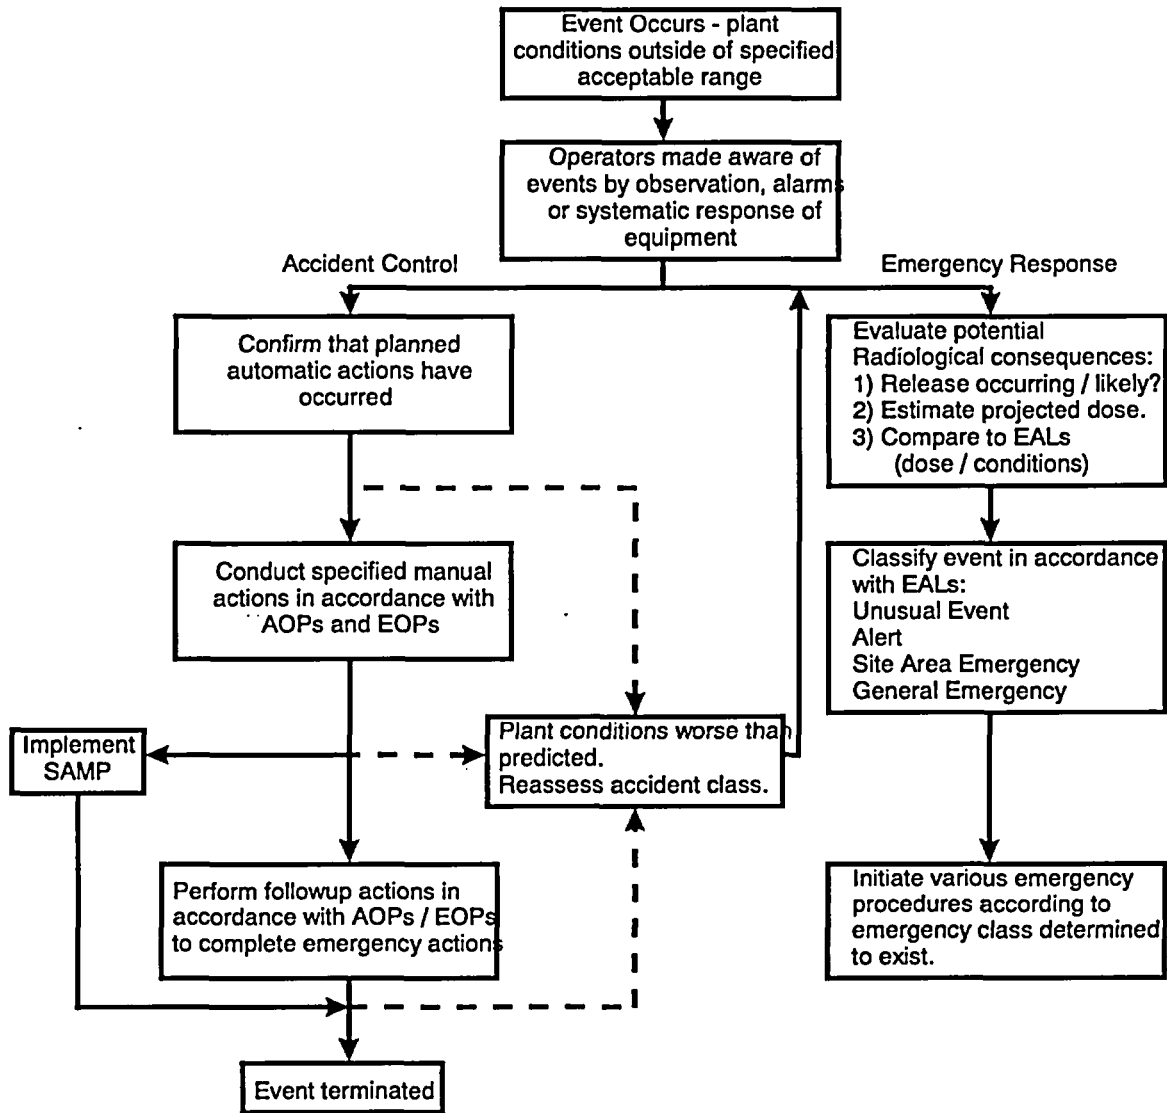 Event Occurs - plant
conditions outside of specified
acceptable range
Operators made aware of
events by observation, alarms
or systematic response of
equipment
Accident Control
Emergency Response
Confirm that planned
automatic actions have
occurred
Evaluate potential
Radiological consequences:
1) Release occurring / likely?
2) Estimate projected dose.
3) Compare to EALs
(dose / conditions)
Conduct specified manual
actions in accordance with
AOPs and EOPs
Classify event in accordance
with EALs:
Unusual Event
Alert
Site Area Emergency
General Emergency
Implement
SAMP
Plant conditions worse than
predicted.
Reassess accident class.
Perform followup actions in
accordance with AOPs / EOPs
to complete emergency actions
Initiate various emergency
procedures according to
emergency class determined
to exist.
Event terminated